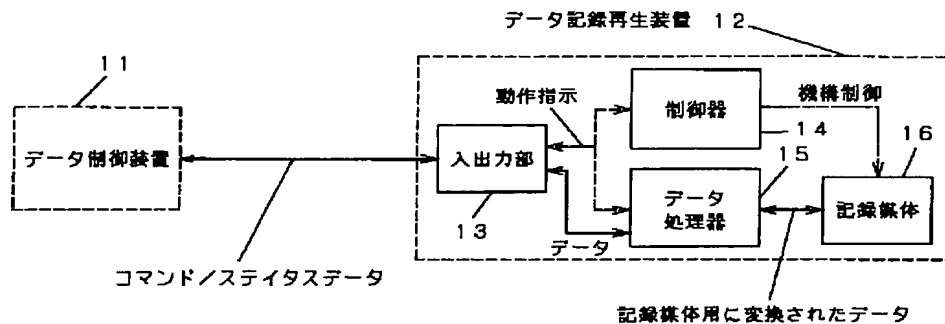 データ記録再生装置 １２
１１
動作指示
制御器
機構制御
１４
１６
データ制御装置
入出力部
１５
データ
処理器
記録媒体
１３
データ
コマンド／ステイタスデータ
記録媒体用に変換されたデータ